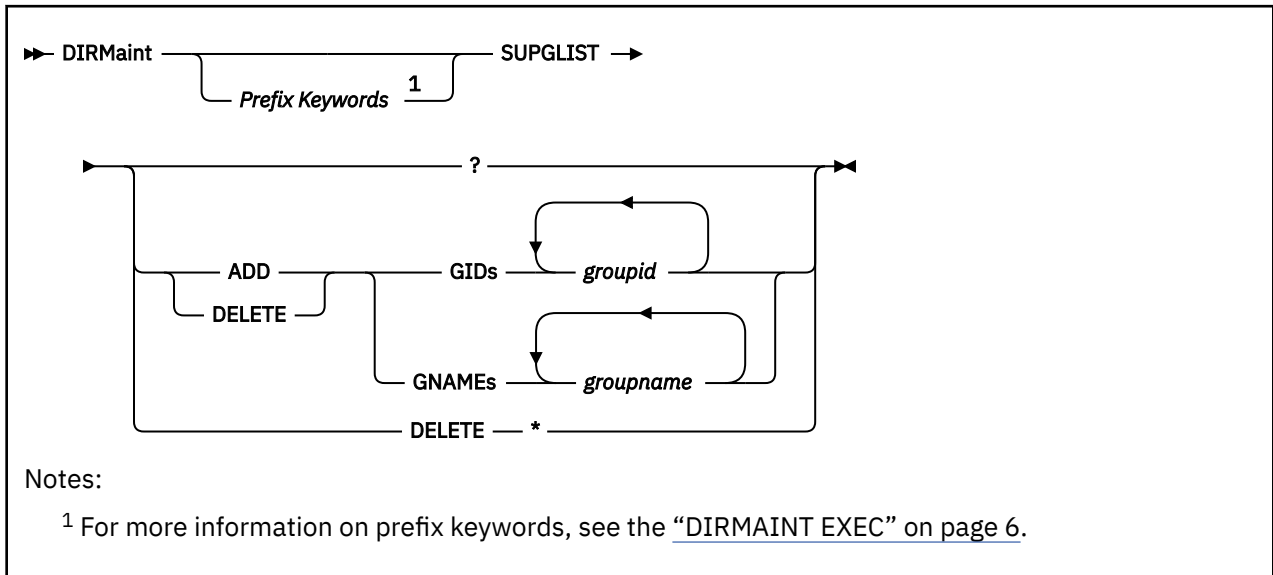 DIRMaint Prefix Keywords 1 SUPGLIST
?
ADD GIDs groupid
DELETE
GNAMEs groupname
DELETE *
Notes:
1 For more information on prefix keywords, see the “DIRMAINT EXEC” on page 6.